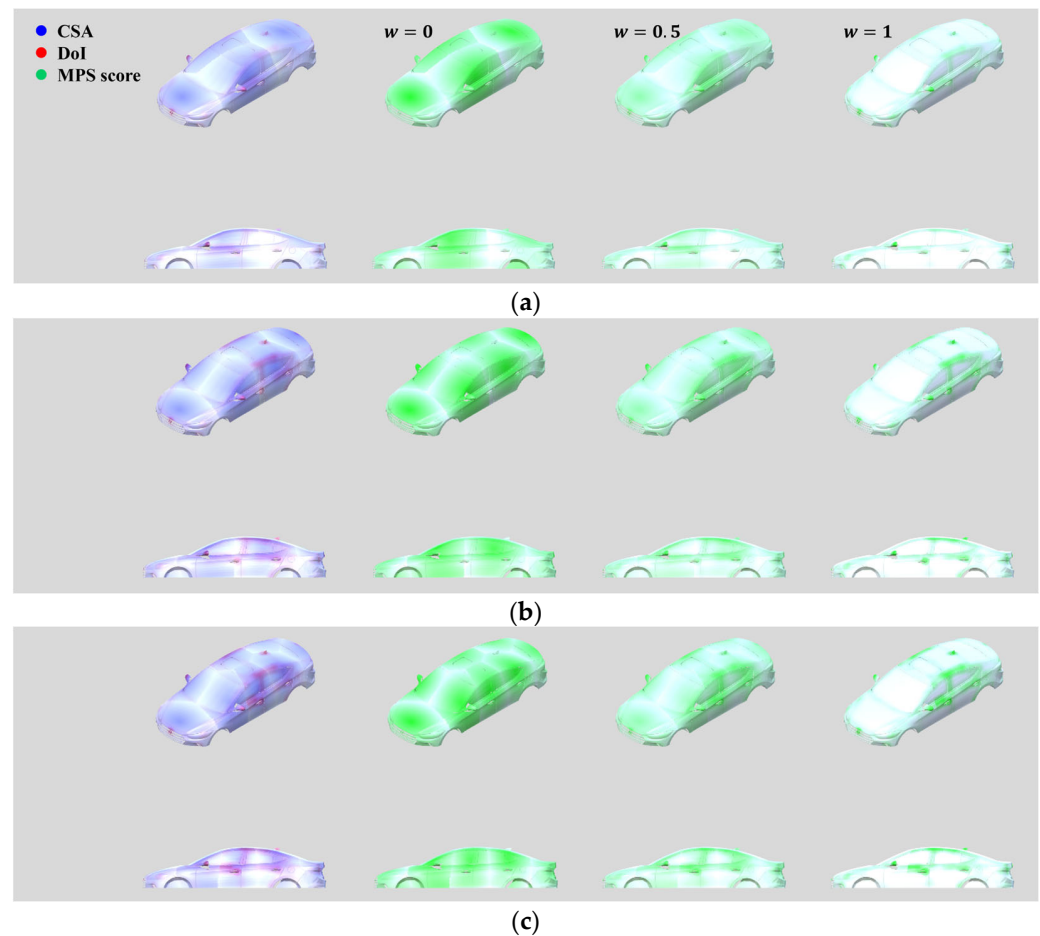 CSA
DoI
MPS score
w = 0
w = 0.5
w = 1
(a)
(b)
(c)